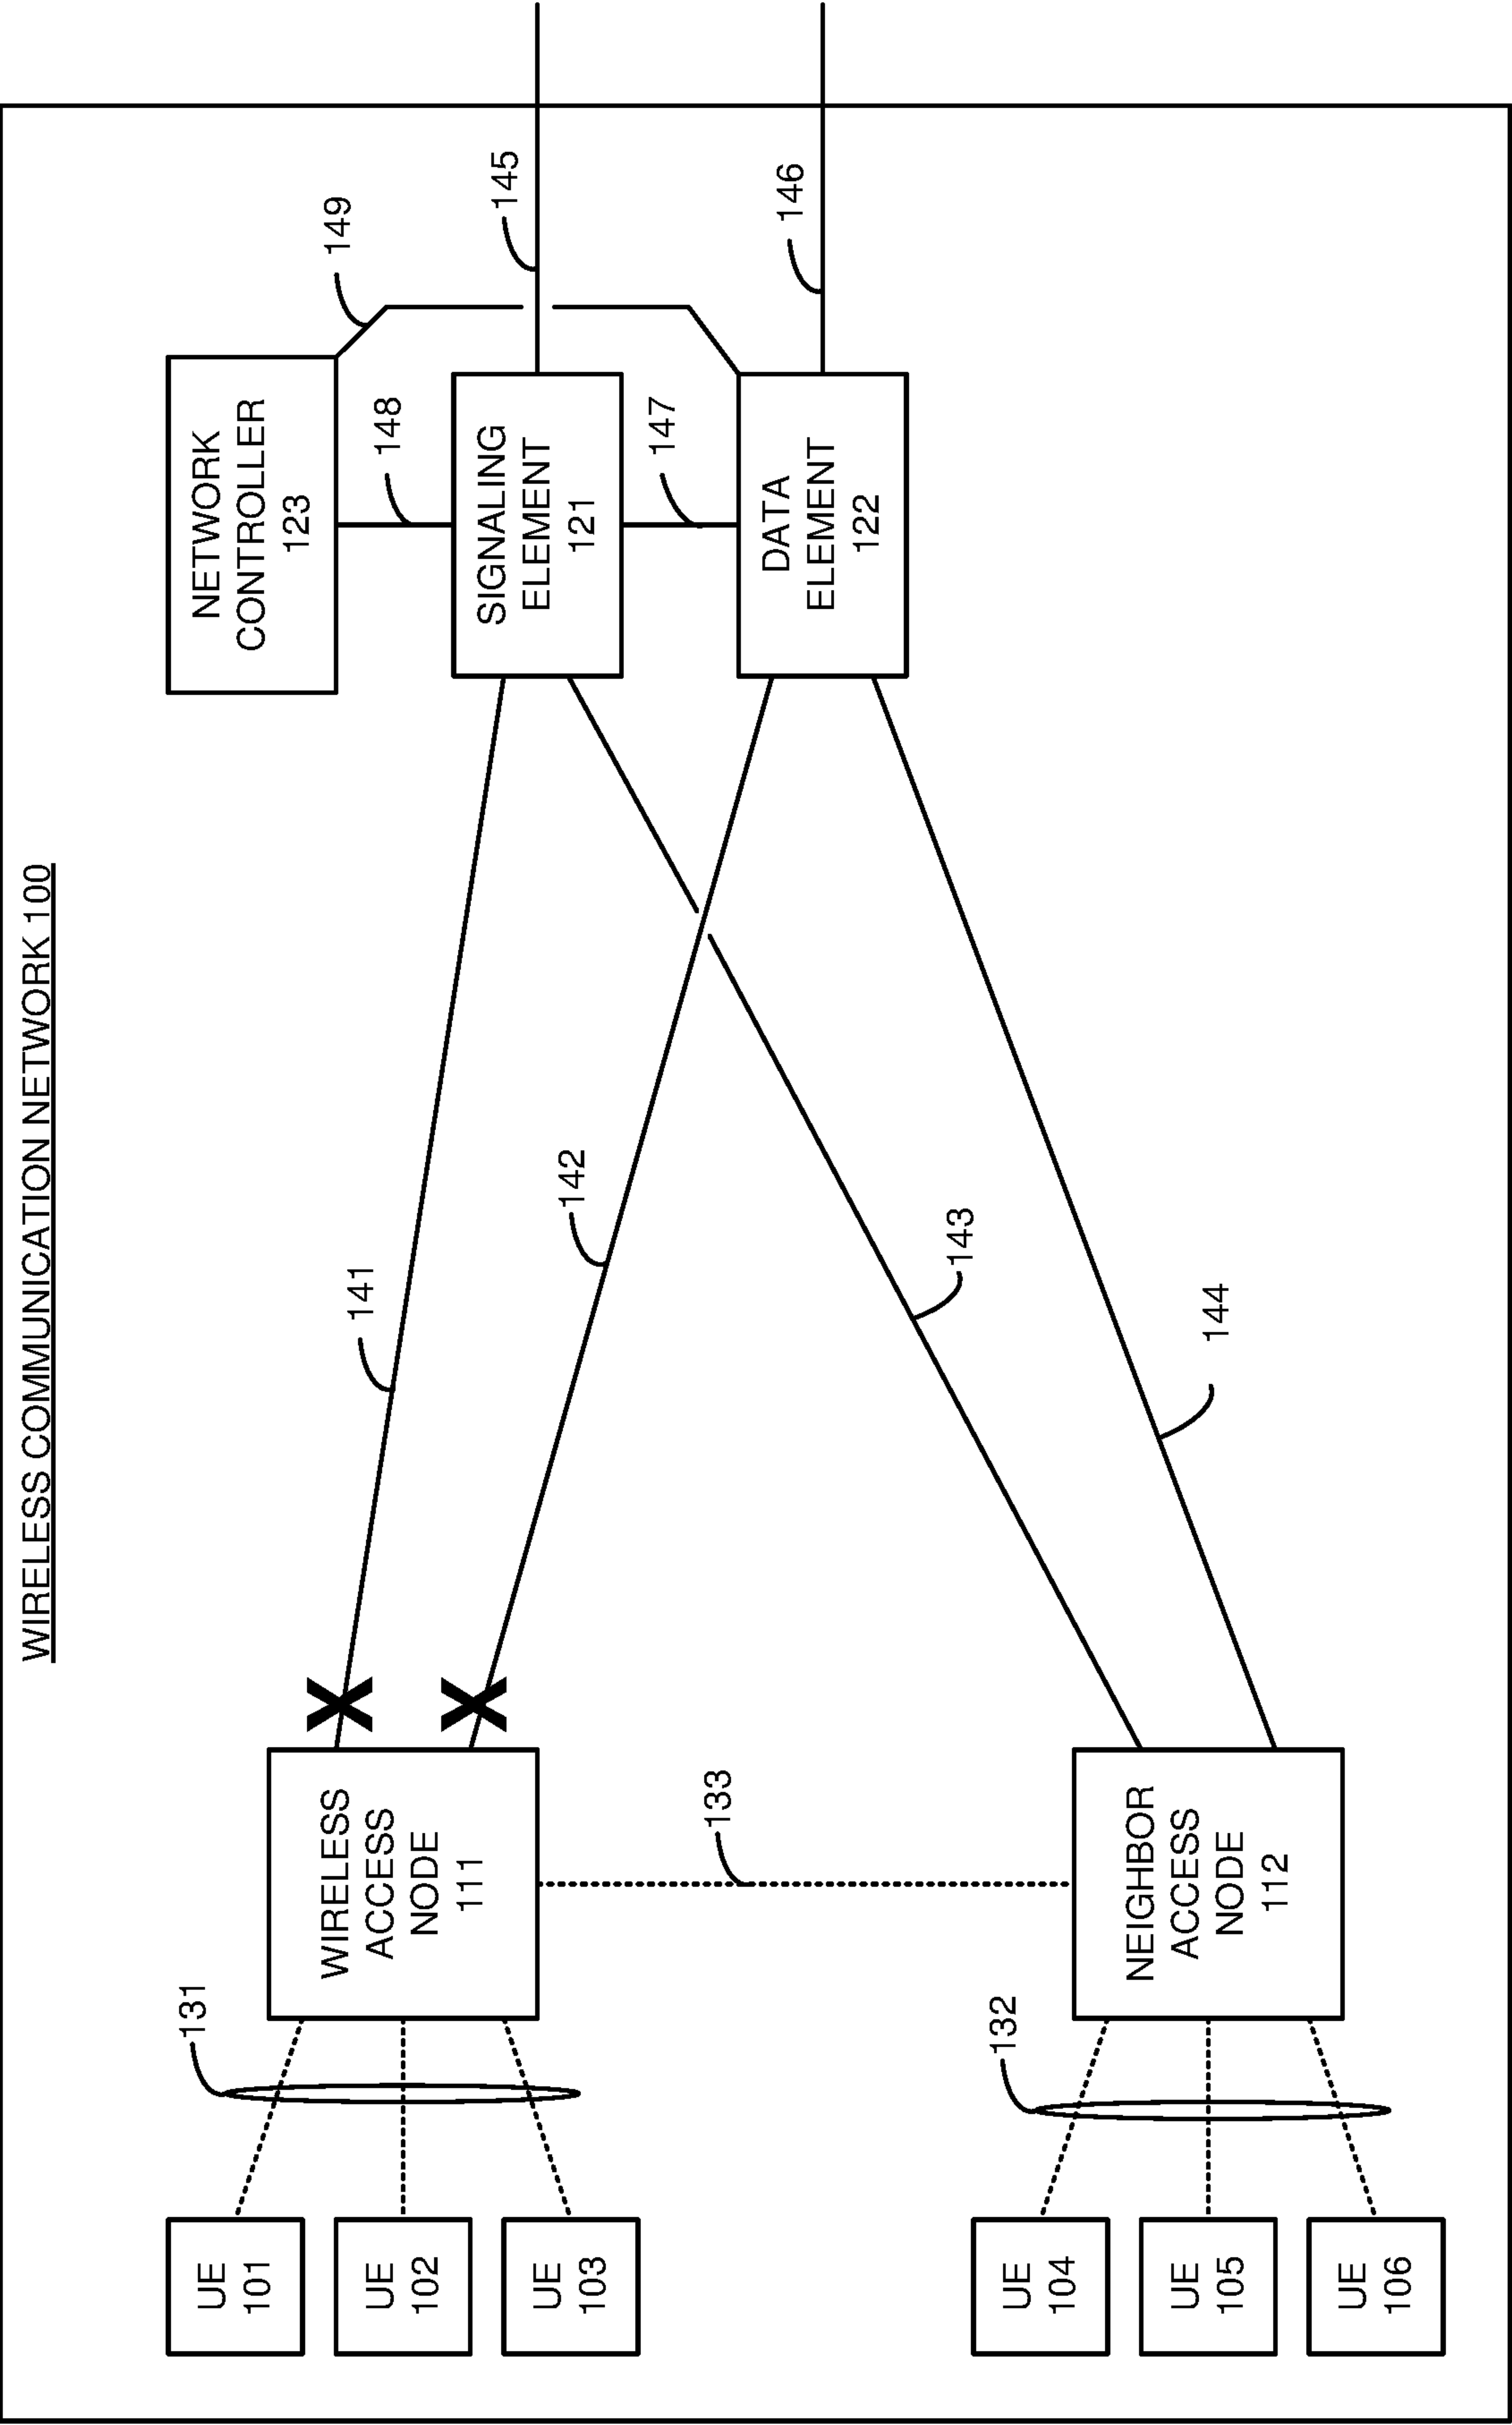 WIRELESS COMMUNICATION NETWORK 100
NETWORK
CONTROLLER
123
149
148
145
SIGNALING
ELEMENT
121
147
146
DATA
ELEMENT
122
141
142
143
144
WIRELESS
ACCESS
NODE
111
133
NEIGHBOR
ACCESS
NODE
112
131
132
UE
101
UE
102
UE
103
UE
104
UE
105
UE
106